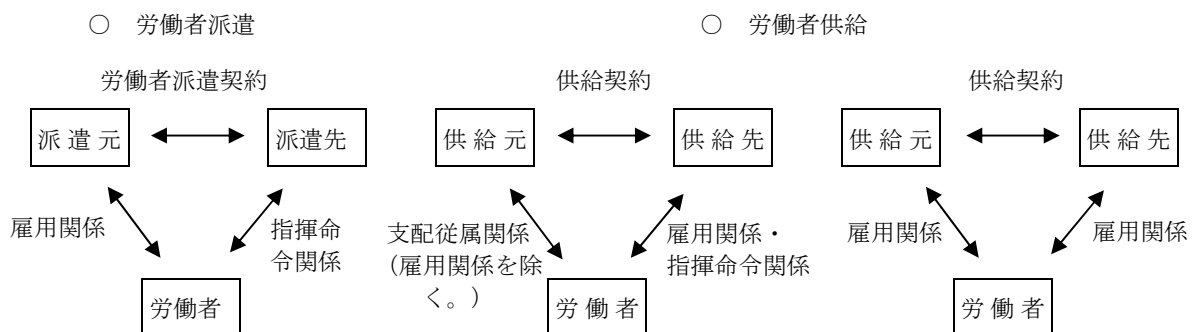 ○　労働者派遣
○　労働者供給
労働者派遣契約
供給契約
供給契約
派 遣 元
派遣先
供 給 元
供 給 先
供 給 元
供 給 先
雇用関係
指揮命
令関係
支配従属関係
(雇用関係を除
く。)
雇用関係・
指揮命令関係
雇用関係
雇用関係
労働者
労 働 者
労 働 者